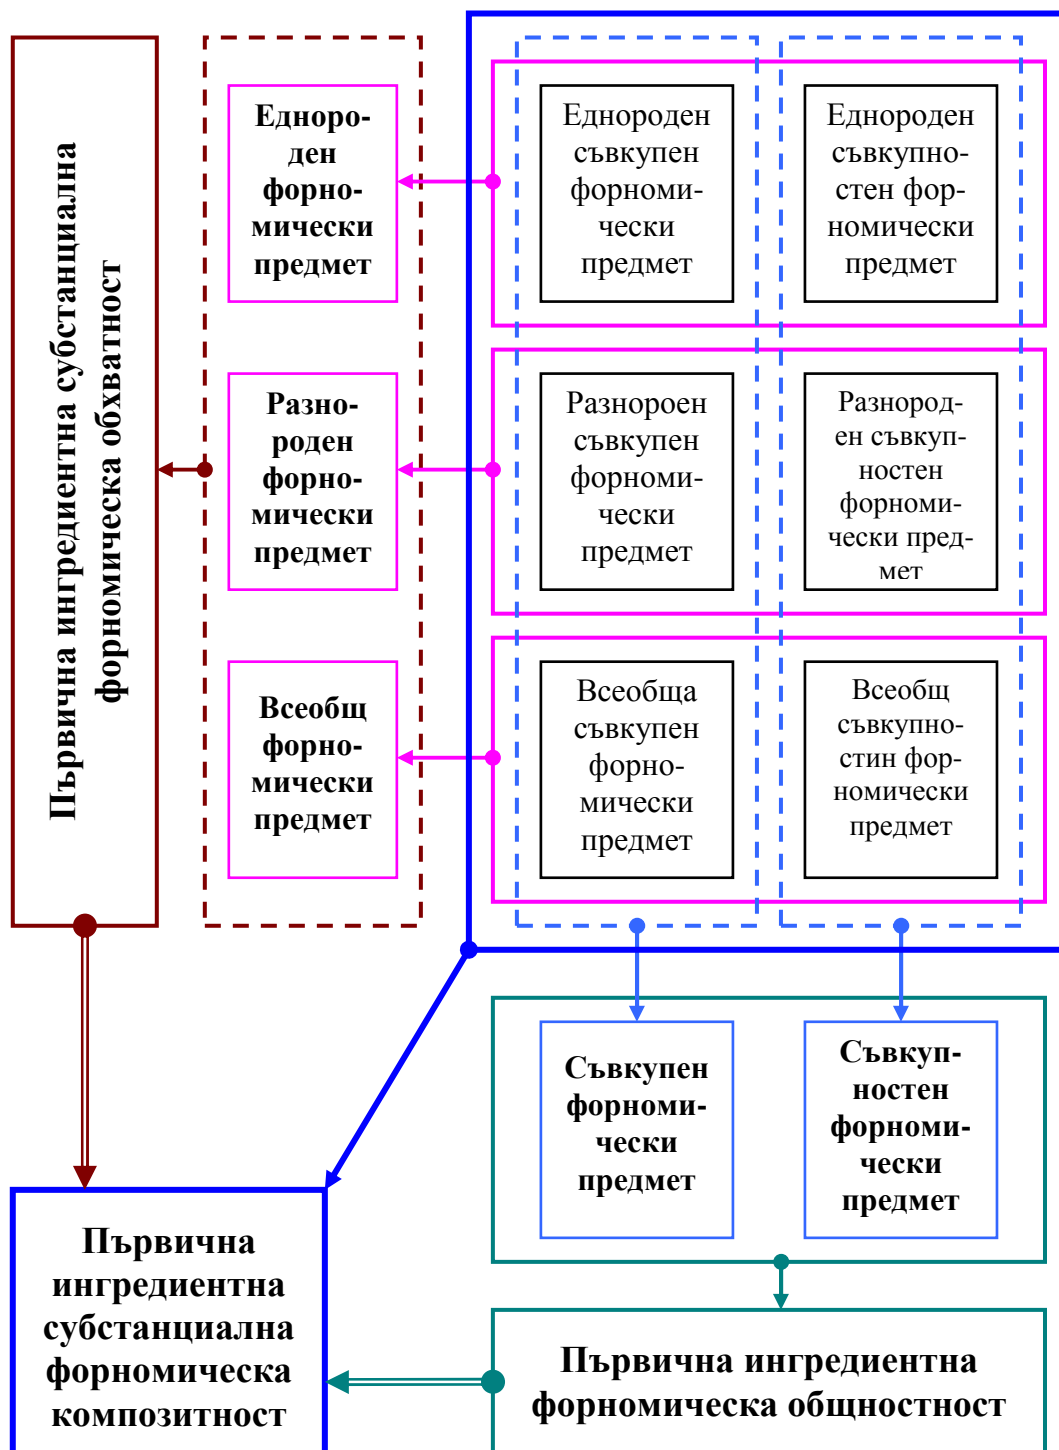 Първична ингредиентна субстанциална
форномическа обхватност
Едноро-
ден
форно-
мически
предмет
Еднороден
съвкупен
форноми-
чески
предмет
Еднороден
съвкупно-
стен фор-
номически
предмет
Разно-
роден
форно-
мически
предмет
Разнороен
съвкупен
форноми-
чески
предмет
Разнород-
ен съвкуп-
ностен
форноми-
чески пред-
мет
Всеобщ
форно-
мически
предмет
Всеобща
съвкупен
форно-
мически
предмет
Всеобщ
съвкупно-
стин фор-
номически
предмет
Съвкупен
форноми-
чески
предмет
Съвкуп-
ностен
форноми-
чески
предмет
Първична
ингредиентна
субстанциална
форномическа
композитност
Първична ингредиентна
форномическа общностност